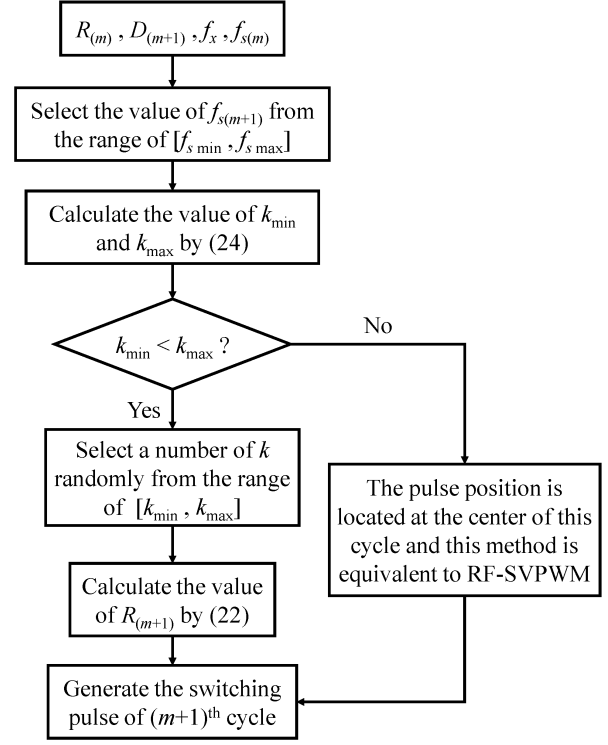 R(m) , D(m+1) , fx , fs(m)
Select the value of fs(m+1) from
the range of [fs min , fs max]
Calculate the value of kmin
and kmax by (24)
kmin < kmax ?
No
Yes
Select a number of k
randomly from the range
of [kmin , kmax]
The pulse position is
located at the center of this
cycle and this method is
equivalent to RF-SVPWM
Calculate the value
of R(m+1) by (22)
Generate the switching
pulse of (m+1)th cycle